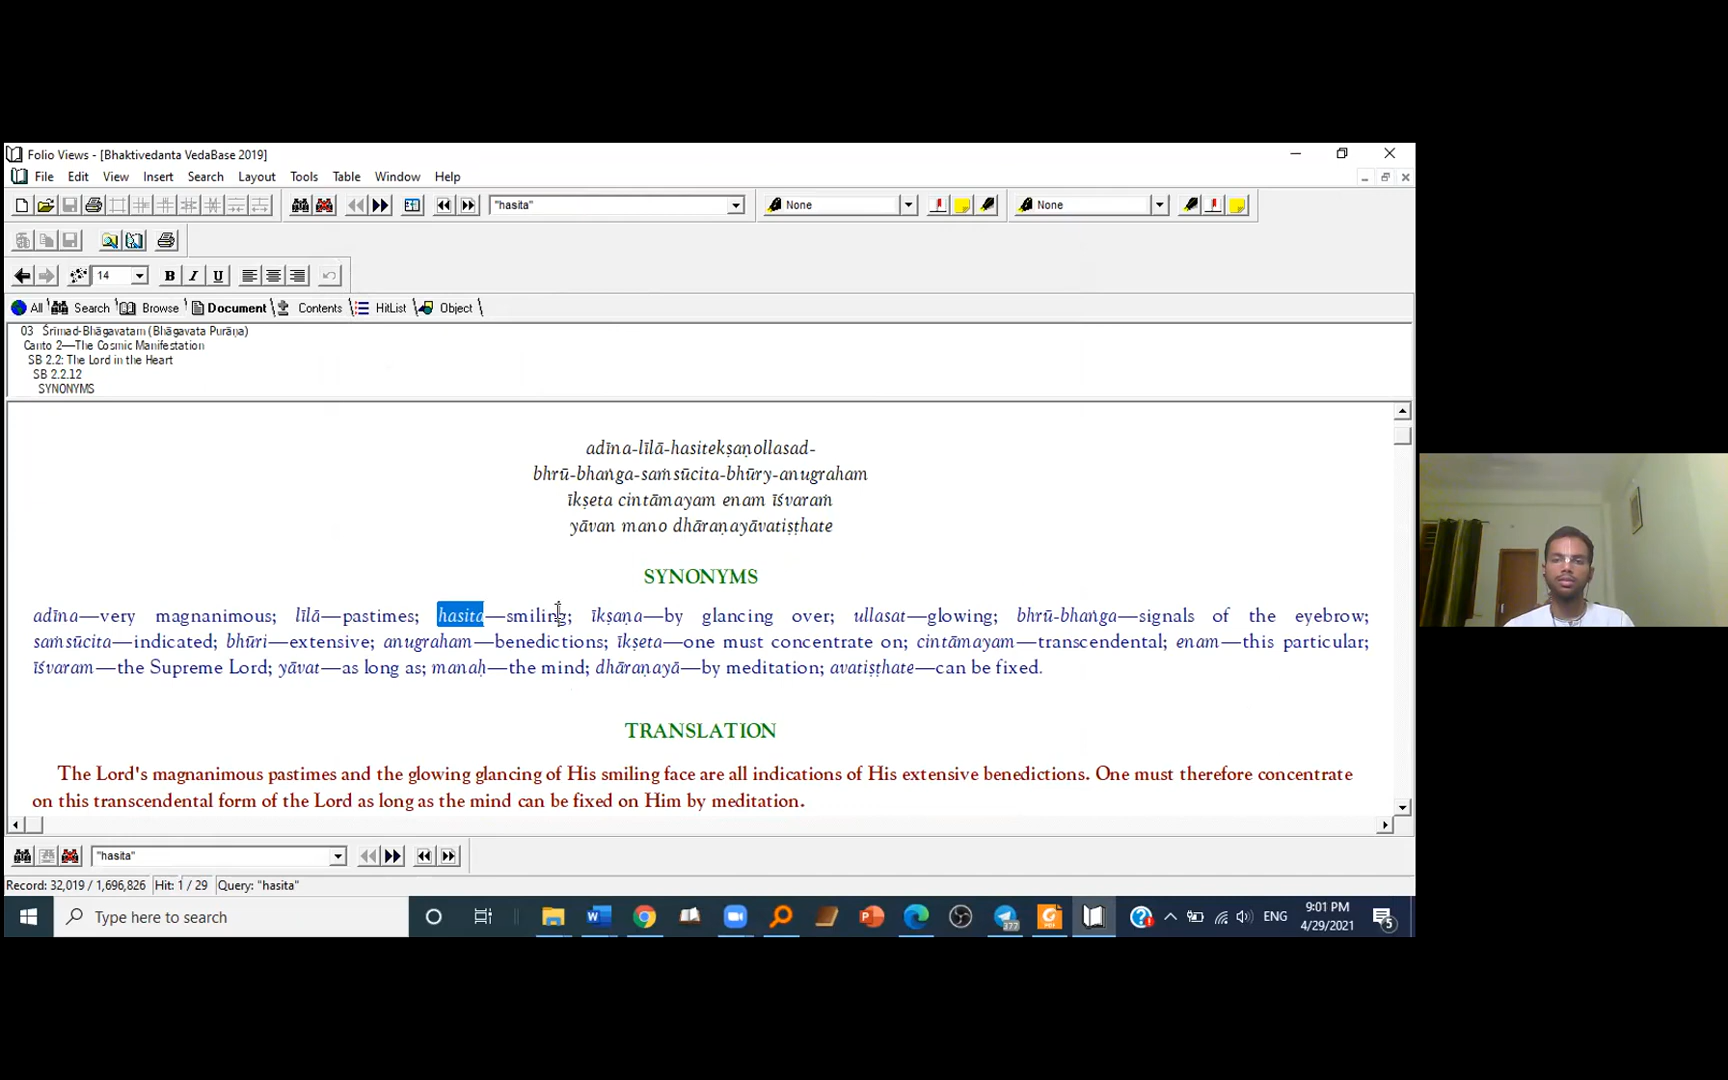 Folio Views - [Bhaktivedanta VedaBase 2019]
File Edit View Insert Search Layout Tools Table Window Help
"hasita" None None
14 B I U
All Search Browse Document Contents HitList Object
03 Śrīmad-Bhāgavatam (Bhāgavata Purāṇa)
Canto 2—The Cosmic Manifestation
SB 2.2: The Lord in the Heart
SB 2.2.12
SYNONYMS
adīna-līlā-hasitekṣaṇollasad-
bhrū-bhaṅga-saṁsūcita-bhūry-anugraham
īkṣeta cintāmayam enam īśvaraṁ
yāvan mano dhāraṇayāvatiṣṭhate
SYNONYMS
adīna—very magnanimous; līlā—pastimes; hasita—smiling; īkṣaṇa—by glancing over; ullasat—glowing; bhrū-bhaṅga—signals of the eyebrow;
saṁsūcita—indicated; bhūri—extensive; anugraham—benedictions; īkṣeta—one must concentrate on; cintāmayam—transcendental; enam—this particular;
īśvaram—the Supreme Lord; yāvat—as long as; manaḥ—the mind; dhāraṇayā—by meditation; avatiṣṭhate—can be fixed.
TRANSLATION
The Lord's magnanimous pastimes and the glowing glancing of His smiling face are all indications of His extensive benedictions. One must therefore concentrate
on this transcendental form of the Lord as long as the mind can be fixed on Him by meditation.
"hasita"
Record: 32,019 / 1,696,826 Hit: 1 / 29 Query: "hasita"
Type here to search
377
ENG
9:01 PM
4/29/2021
5